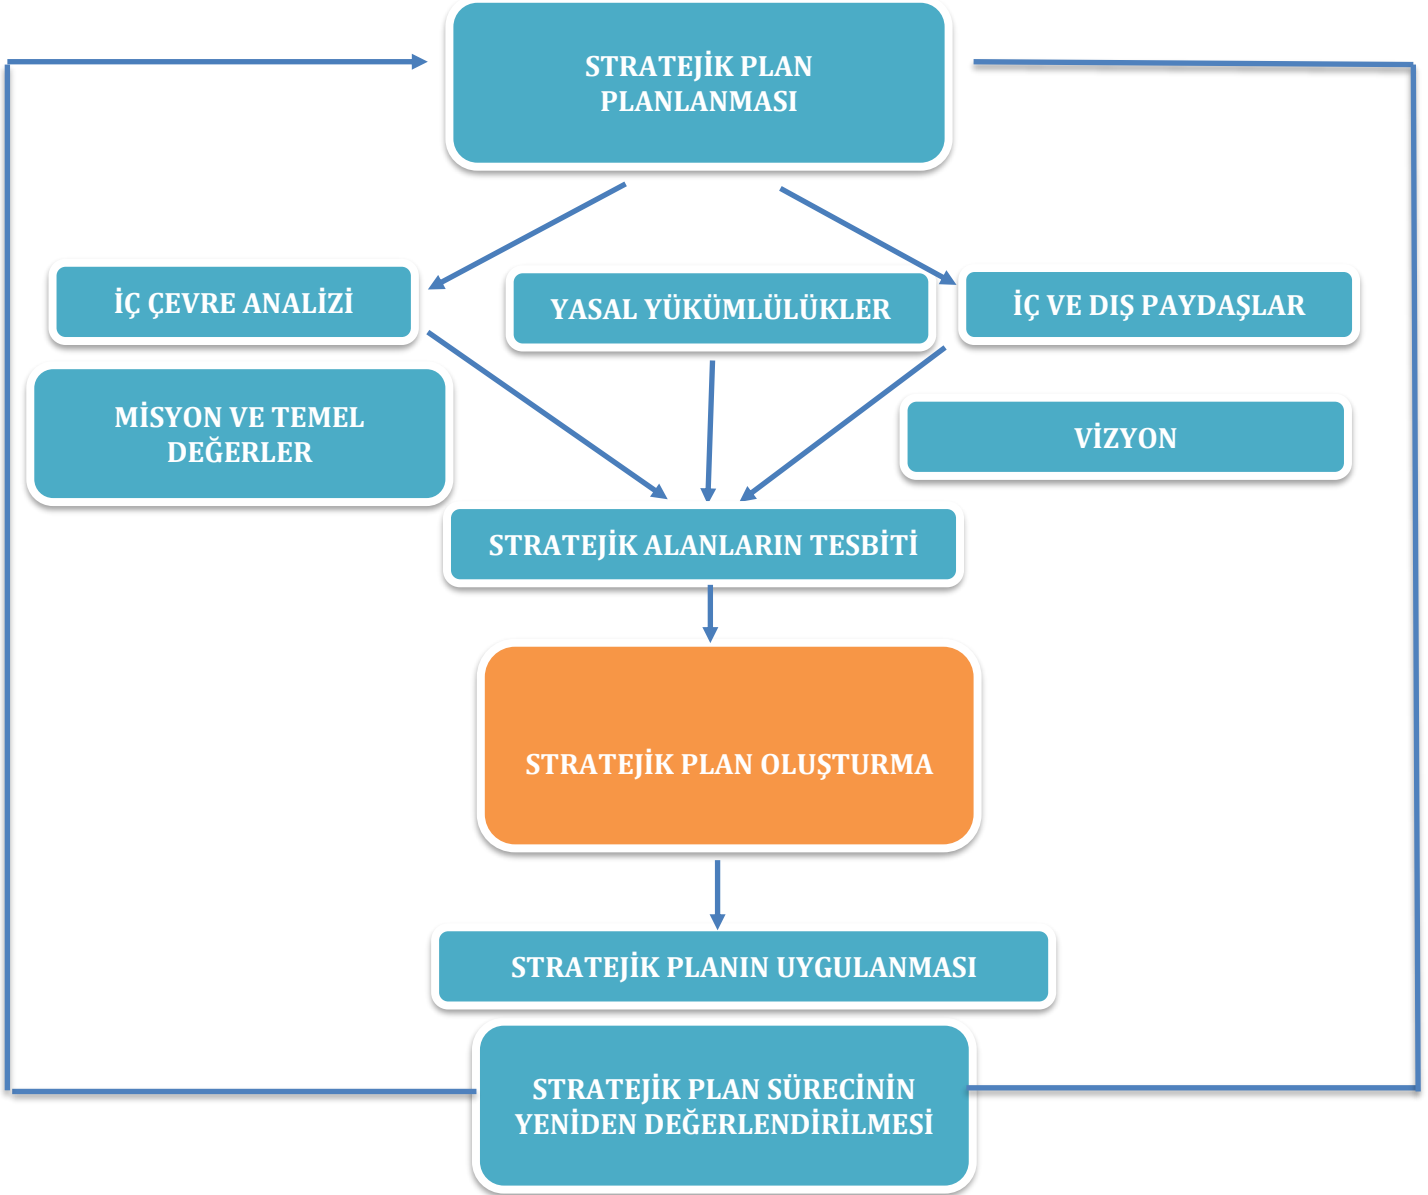 STRATEJİK PLAN
PLANLANMASI
İÇ ÇEVRE ANALİZİ
YASAL YÜKÜMLÜLÜKLER
İÇ VE DIŞ PAYDAŞLAR
MİSYON VE TEMEL
DEĞERLER
VİZYON
STRATEJİK ALANLARIN TESBİTİ
STRATEJİK PLAN OLUŞTURMA
STRATEJİK PLANIN UYGULANMASI
STRATEJİK PLAN SÜRECİNİN
YENİDEN DEĞERLENDİRİLMESİ